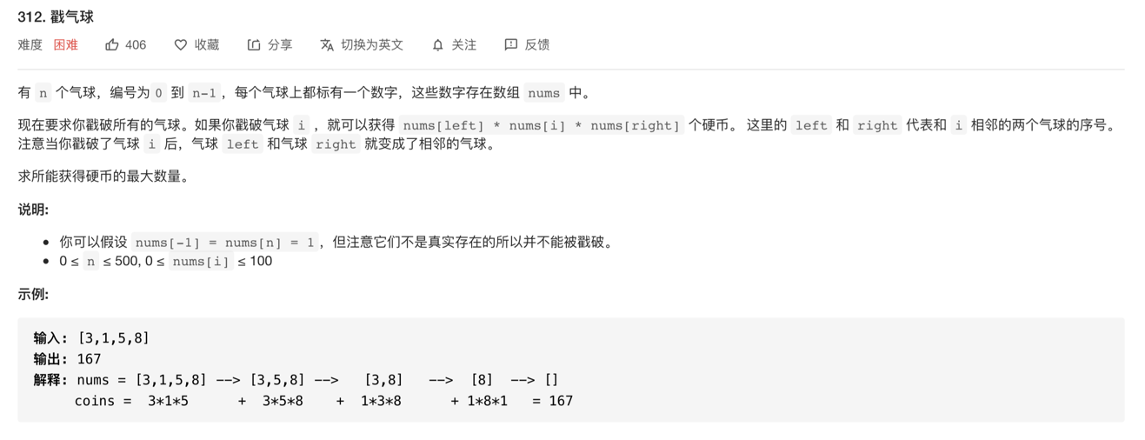 312. 戳气球
难度 困难 406 收藏 分享 切换为英文 关注 反馈
有 n 个气球，编号为 0 到 n-1，每个气球上都标有一个数字，这些数字存在数组 nums 中。
现在要求你戳破所有的气球。如果你戳破气球 i ，就可以获得 nums[left] * nums[i] * nums[right] 个硬币。 这里的 left 和 right 代表和 i 相邻的两个气球的序号。
注意当你戳破了气球 i 后，气球 left 和气球 right 就变成了相邻的气球。
求所能获得硬币的最大数量。
说明:
• 你可以假设 nums[-1] = nums[n] = 1，但注意它们不是真实存在的所以并不能被戳破。
• 0 ≤ n ≤ 500, 0 ≤ nums[i] ≤ 100
示例:
输入: [3,1,5,8]
输出: 167
解释: nums = [3,1,5,8] --> [3,5,8] --> [3,8] --> [8] --> []
coins = 3*1*5 + 3*5*8 + 1*3*8 + 1*8*1 = 167